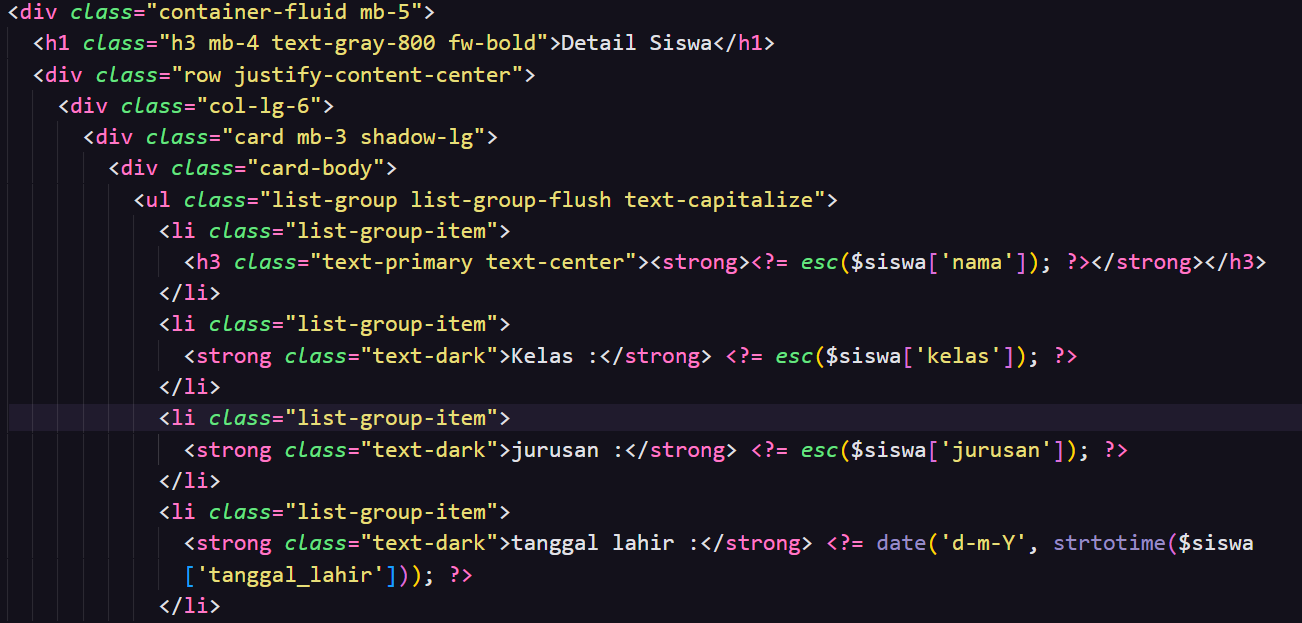 <div class="container-fluid mb-5">
<h1 class="h3 mb-4 text-gray-800 fw-bold">Detail Siswa</h1>
<div class="row justify-content-center">
<div class="col-lg-6">
<div class="card mb-3 shadow-lg">
<div class="card-body">
<ul class="list-group list-group-flush text-capitalize">
<li class="list-group-item">
<h3 class="text-primary text-center"><strong><?= esc($siswa['nama']); ?></strong></h3>
</li>
<li class="list-group-item">
<strong class="text-dark">Kelas :</strong> <?= esc($siswa['kelas']); ?>
</li>
<li class="list-group-item">
<strong class="text-dark">jurusan :</strong> <?= esc($siswa['jurusan']); ?>
</li>
<li class="list-group-item">
<strong class="text-dark">tanggal lahir :</strong> <?= date('d-m-Y', strtotime($siswa
['tanggal_lahir'])); ?>
</li>